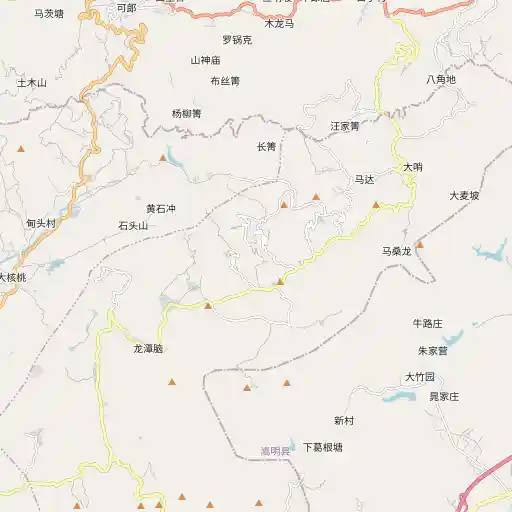 马茨塘
可郎
木龙马
罗锅克
山神庙
布丝箐
土木山
八角地
杨柳箐
汪家箐
长箐
大哨
马达
大麦坡
黄石冲
甸头村
石头山
马桑龙
大核桃
牛路庄
龙潭脑
朱家营
大竹园
晁家庄
新村
嵩明县
下葛根塘